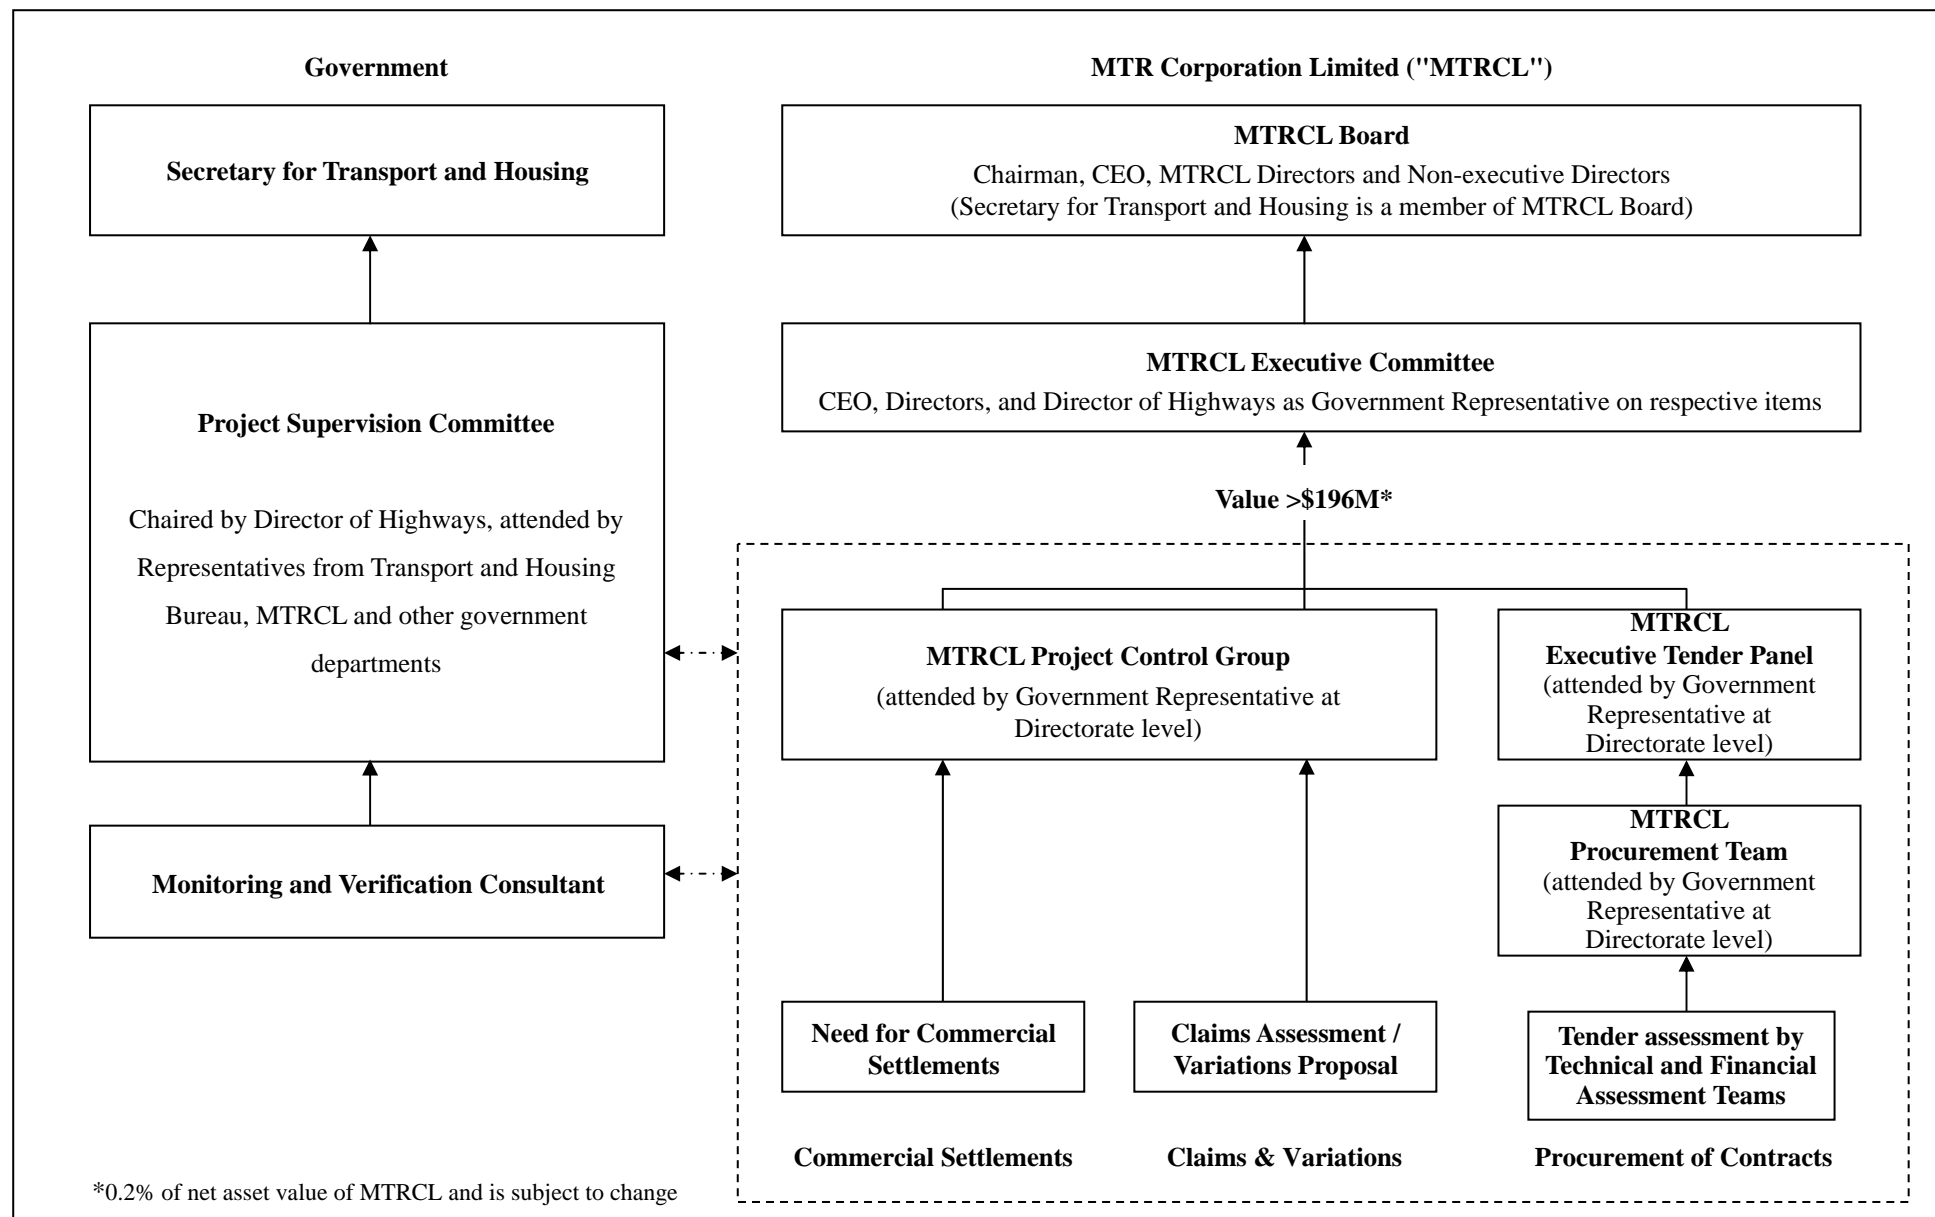 Government
Secretary for Transport and Housing
Project Supervision Committee
Chaired by Director of Highways, attended by
Representatives from Transport and Housing
Bureau, MTRCL and other government
departments
Monitoring and Verification Consultant
MTR Corporation Limited ("MTRCL")
MTRCL Board
Chairman, CEO, MTRCL Directors and Non-executive Directors
(Secretary for Transport and Housing is a member of MTRCL Board)
MTRCL Executive Committee
CEO, Directors, and Director of Highways as Government Representative on respective items
Value >$196M*
MTRCL Project Control Group
(attended by Government Representative at
Directorate level)
MTRCL
Executive Tender Panel
(attended by Government
Representative at
Directorate level)
MTRCL
Procurement Team
(attended by Government
Representative at
Directorate level)
Need for Commercial
Settlements
Claims Assessment /
Variations Proposal
Tender assessment by
Technical and Financial
Assessment Teams
Commercial Settlements
Claims & Variations
Procurement of Contracts
*0.2% of net asset value of MTRCL and is subject to change